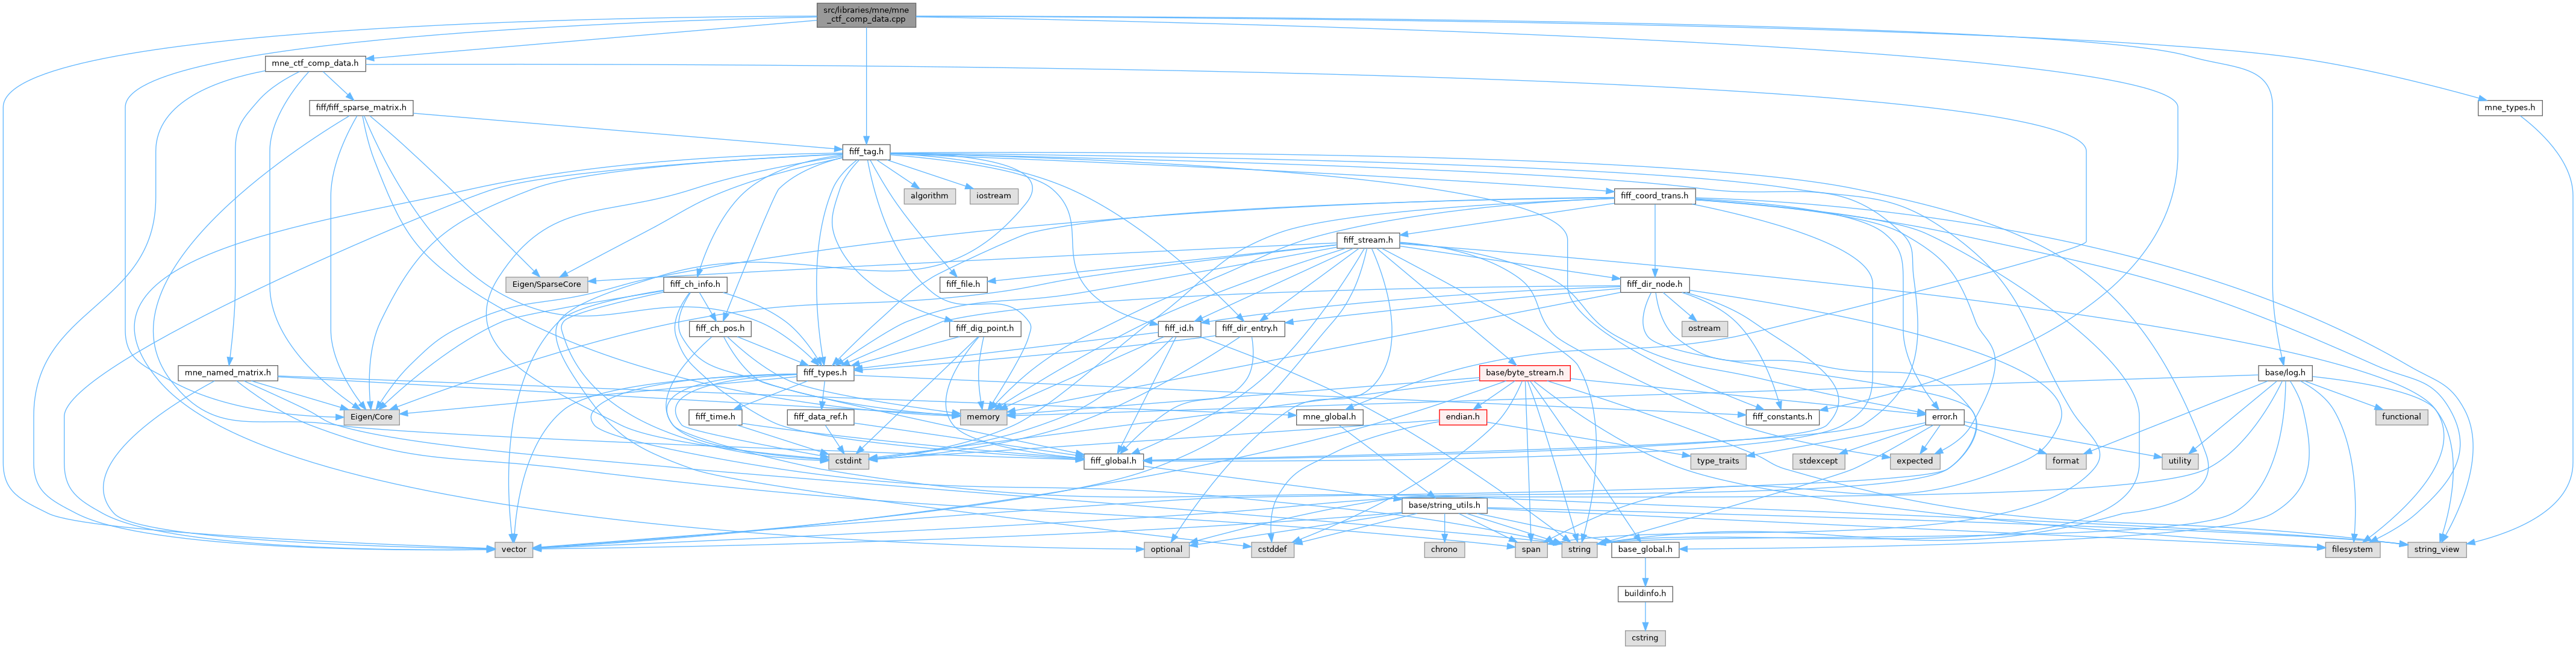 src/libraries/mne/mne
_ctf_comp_data.cpp
mne_ctf_comp_data.h
fiff/fiff_sparse_matrix.h
mne_types.h
fiff_tag.h
algorithm
iostream
fiff_coord_trans.h
fiff_stream.h
Eigen/SparseCore
fiff_ch_info.h
fiff_file.h
fiff_dir_node.h
fiff_ch_pos.h
fiff_dig_point.h
fiff_id.h
fiff_dir_entry.h
ostream
mne_named_matrix.h
fiff_types.h
base/byte_stream.h
base/log.h
Eigen/Core
fiff_time.h
fiff_data_ref.h
memory
mne_global.h
endian.h
fiff_constants.h
error.h
functional
cstdint
fiff_global.h
type_traits
stdexcept
expected
format
utility
base/string_utils.h
vector
optional
cstddef
chrono
span
string
base_global.h
filesystem
string_view
buildinfo.h
cstring